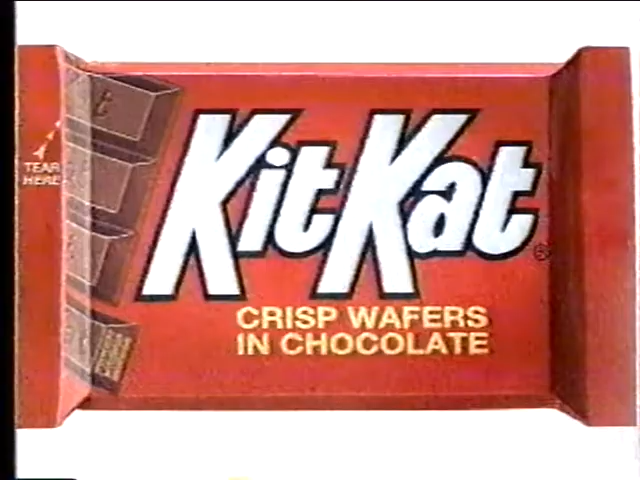 TEAR
HERE
KitKat®
CRISP WAFERS
IN CHOCOLATE